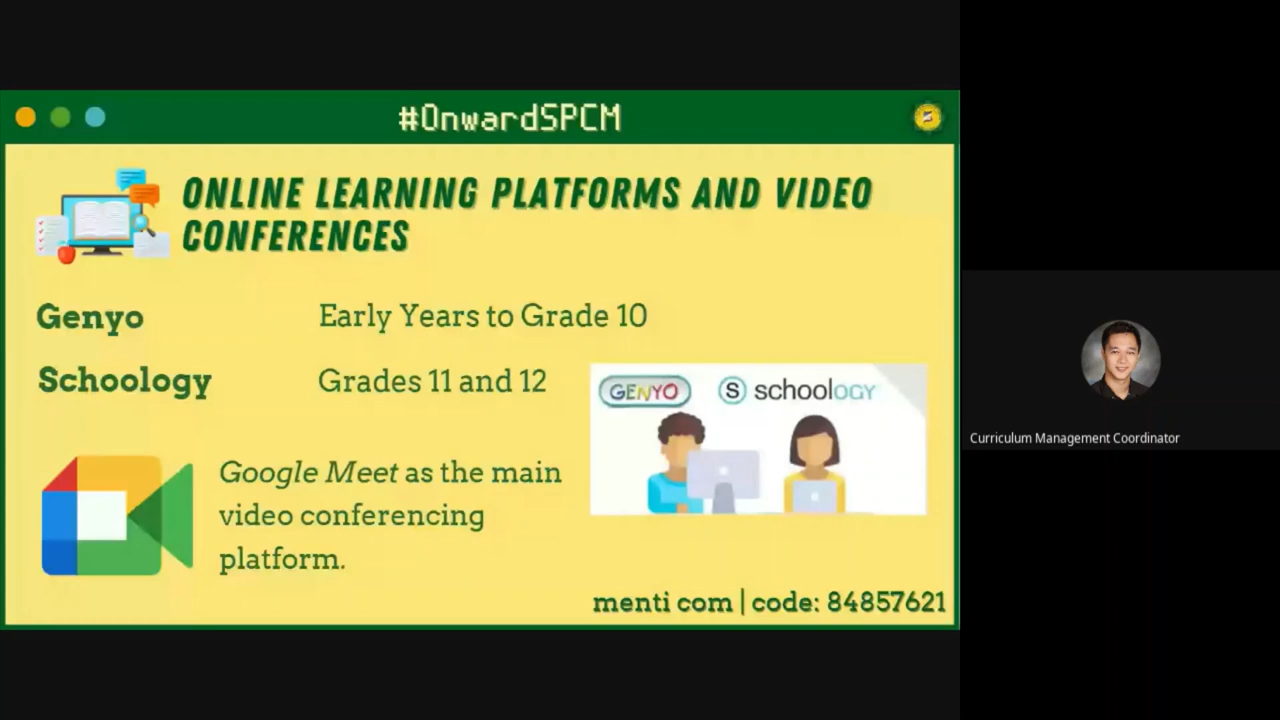 #OnwardSPCM
ONLINE LEARNING PLATFORMS AND VIDEO
CONFERENCES
Genyo
Early Years to Grade 10
Schoology
Grades 11 and 12
GENYO
S schoology
Google Meet as the main
video conferencing
platform.
menti com | code: 84857621
Curriculum Management Coordinator